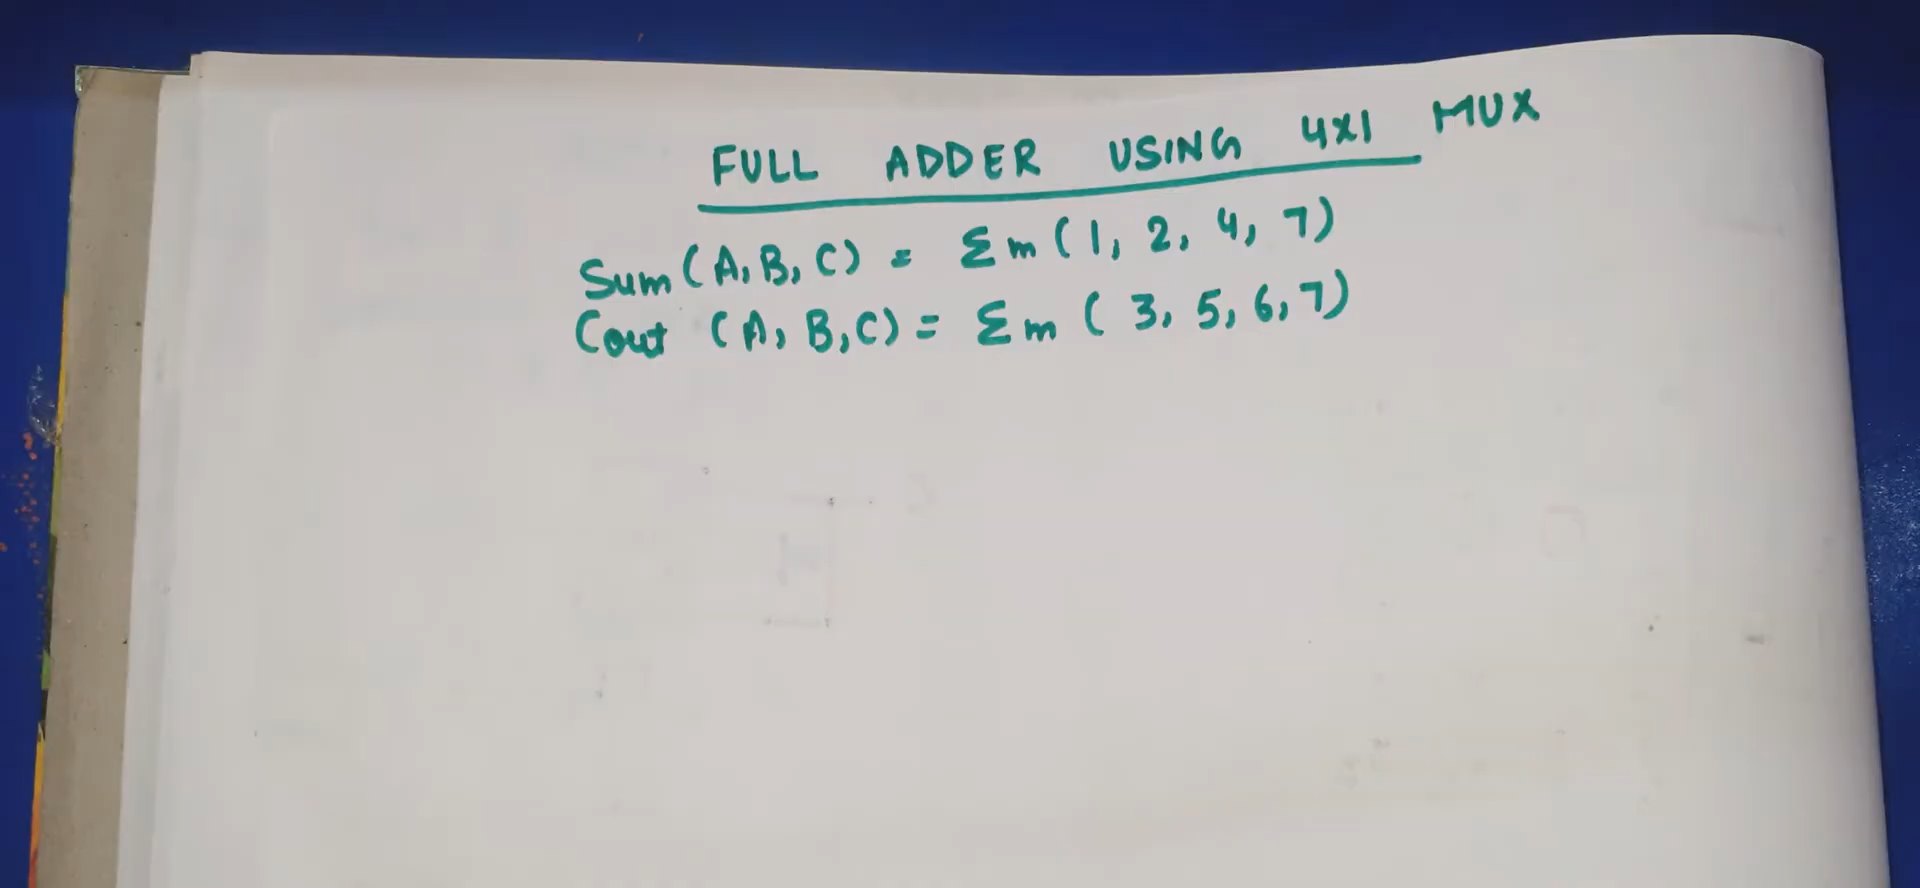 FULL ADDER USING 4X1 MUX
Sum (A, B, C) = Σm (1, 2, 4, 7)
Cout (A, B, C) = Σm (3, 5, 6, 7)